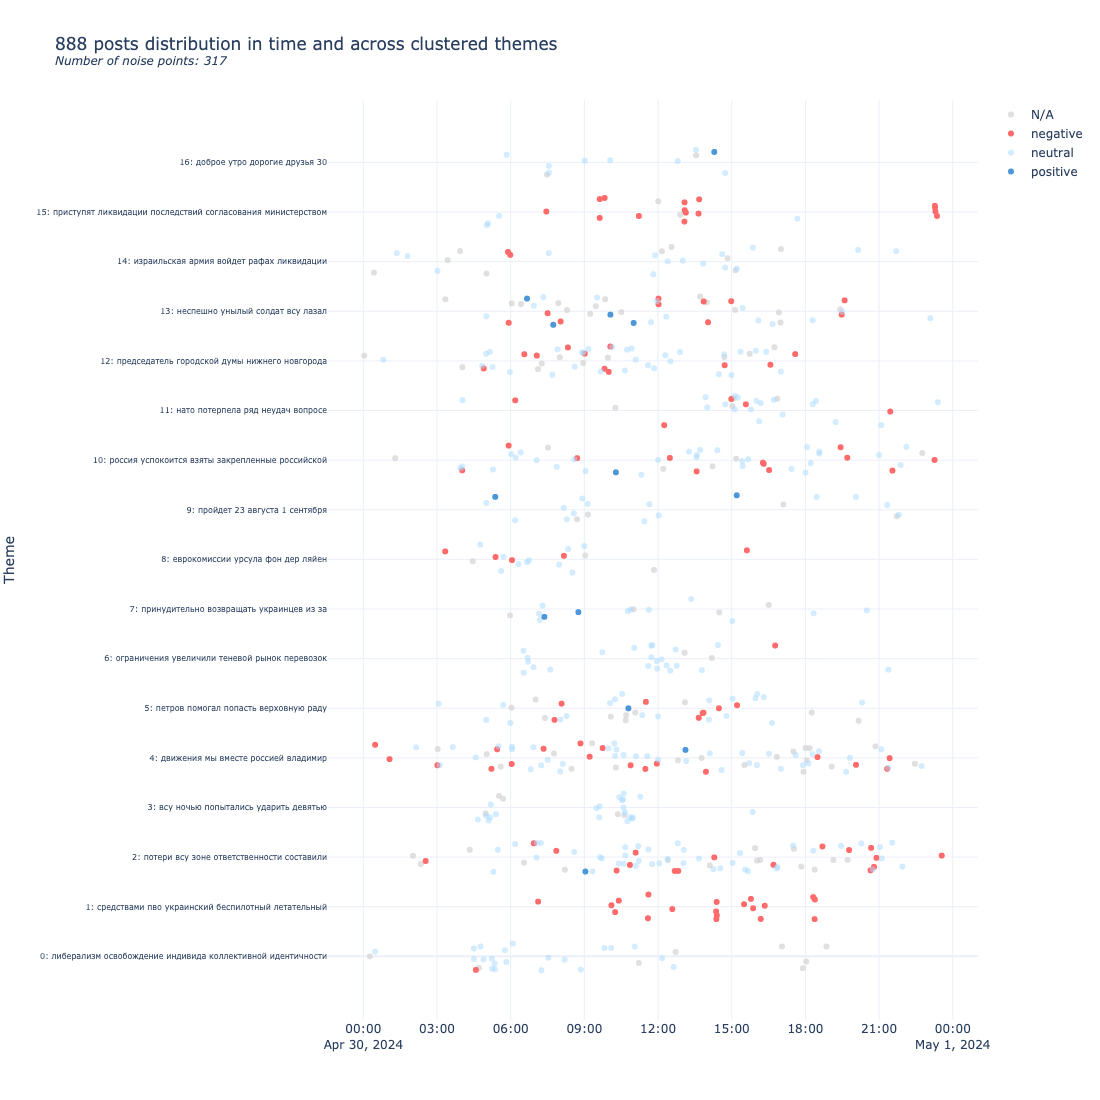 888 posts distribution in time and across clustered themes
Number of noise points: 317
N/A
negative
neutral
positive
Theme
16: доброе утро дорогие друзья 30
15: приступят ликвидации последствий согласования министерством
14: израильская армия войдет рафах ликвидации
13: неспешно унылый солдат всу лазал
12: председатель городской думы нижнего новгорода
11: нато потерпела ряд неудач вопросе
10: россия успокоится взяты закрепленные российской
9: пройдет 23 августа 1 сентября
8: еврокомиссии урсула фон дер ляйен
7: принудительно возвращать украинцев из за
6: ограничения увеличили теневой рынок перевозок
5: петров помогал попасть верховную раду
4: движения мы вместе россией владимир
3: всу ночью попытались ударить девятью
2: потери всу зоне ответственности составили
1: средствами пво украинский беспилотный летательный
0: либерализм освобождение индивида коллективной идентичности
00:00 03:00 06:00 09:00 12:00 15:00 18:00 21:00 00:00
Apr 30, 2024 May 1, 2024